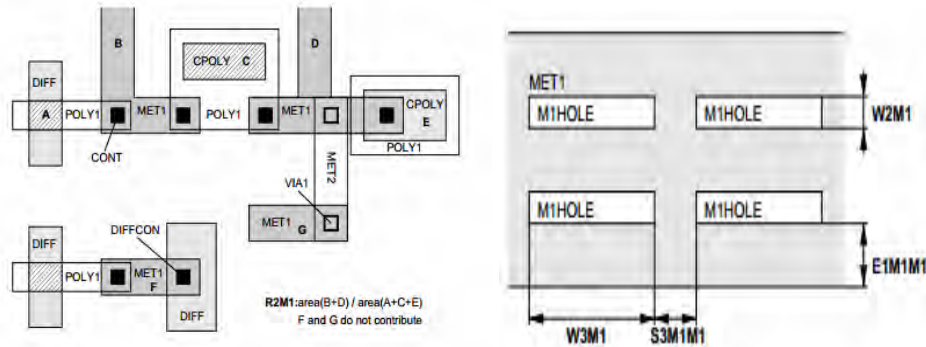 B
D
CPOLY C
DIFF
A
POLY1
MET1
POLY1
MET1
CPOLY
E
POLY1
CONT
MET2
VIA1
MET1 G
DIFF
DIFFCON
POLY1
MET1
F
DIFF
R2M1:area(B+D) / area(A+C+E)
F and G do not contribute
MET1
M1HOLE
M1HOLE
W2M1
M1HOLE
M1HOLE
E1M1M1
W3M1
S3M1M1